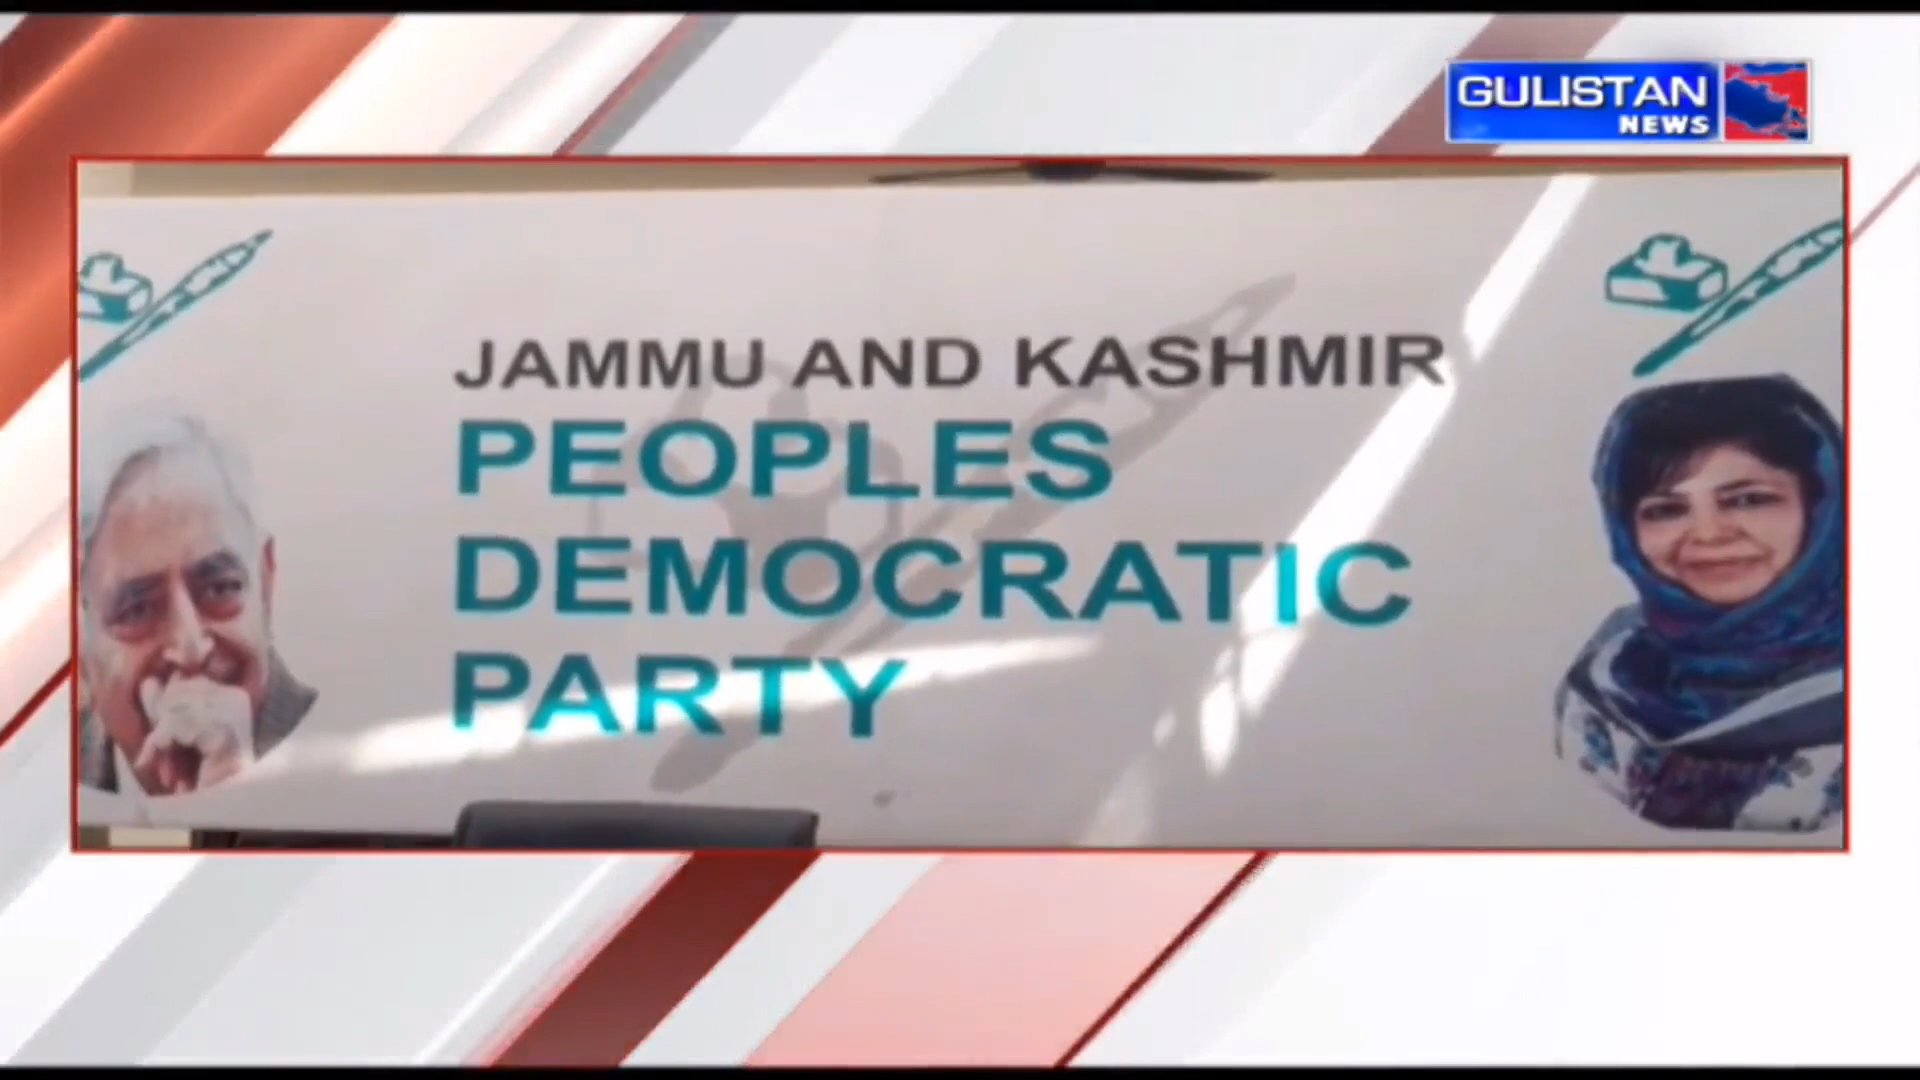 GULISTAN
NEWS
JAMMU AND KASHMIR
PEOPLES
DEMOCRATIC
PARTY